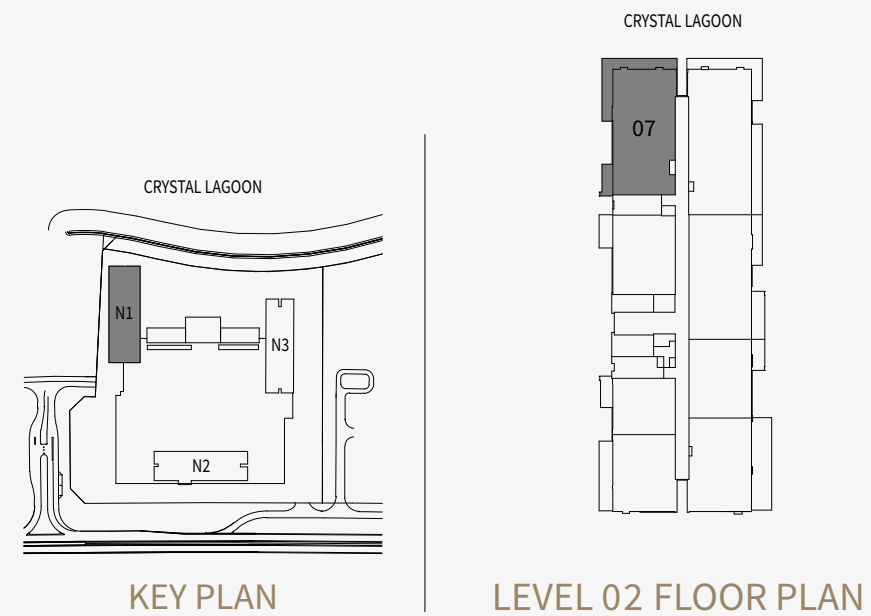 CRYSTAL LAGOON
N1
N3
N2
KEY PLAN
CRYSTAL LAGOON
07
LEVEL 02 FLOOR PLAN